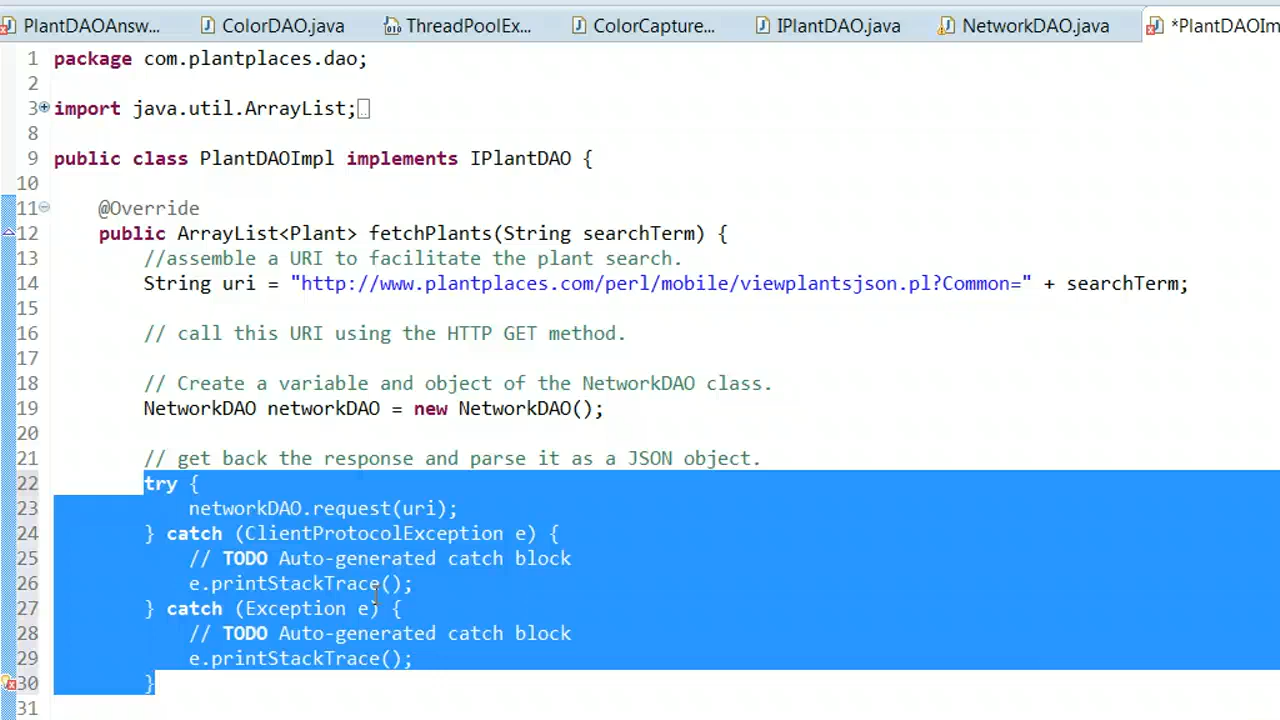 PlantDAOAnsw... ColorDAO.java ThreadPoolEx... ColorCapture... IPlantDAO.java NetworkDAO.java *PlantDAOIm
1 package com.plantplaces.dao;
2
3 import java.util.ArrayList;
8
9 public class PlantDAOImpl implements IPlantDAO {
10
11 @Override
12 public ArrayList<Plant> fetchPlants(String searchTerm) {
13 //assemble a URI to facilitate the plant search.
14 String uri = "http://www.plantplaces.com/perl/mobile/viewplantsjson.pl?Common=" + searchTerm;
15
16 // call this URI using the HTTP GET method.
17
18 // Create a variable and object of the NetworkDAO class.
19 NetworkDAO networkDAO = new NetworkDAO();
20
21 // get back the response and parse it as a JSON object.
22 try {
23 networkDAO.request(uri);
24 } catch (ClientProtocolException e) {
25 // TODO Auto-generated catch block
26 e.printStackTrace();
27 } catch (Exception e) {
28 // TODO Auto-generated catch block
29 e.printStackTrace();
30 }
31